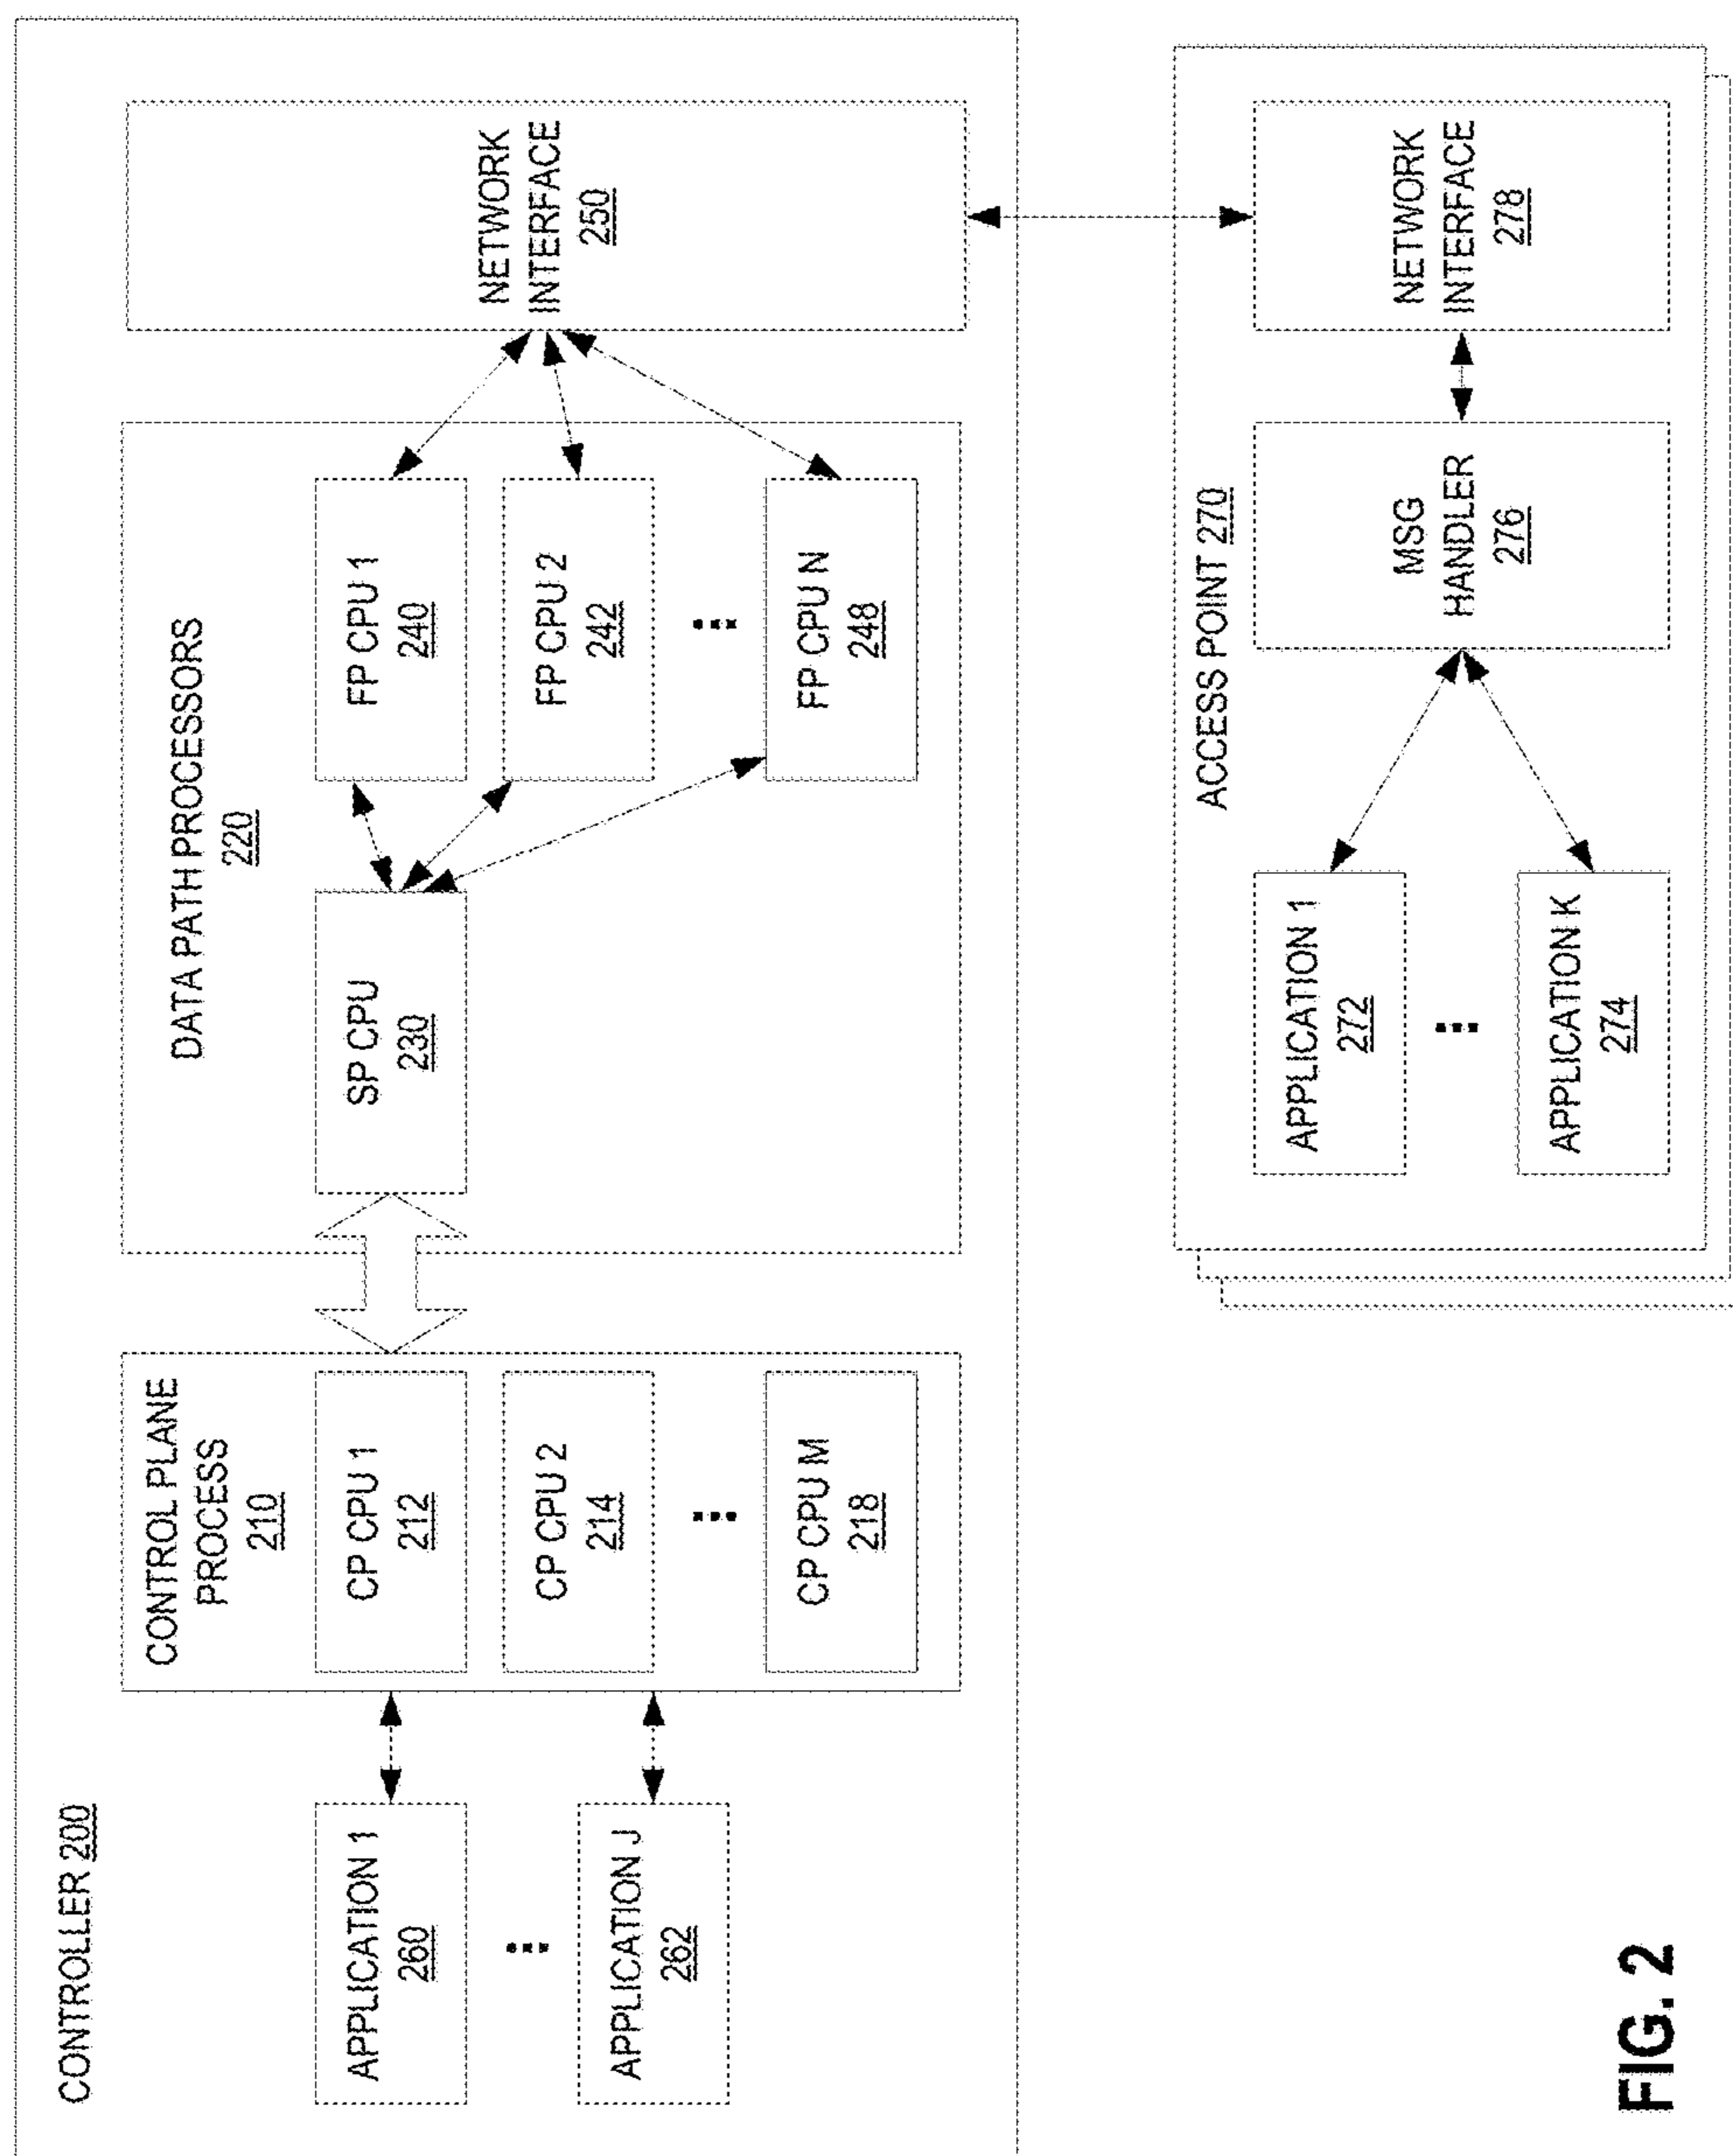 CONTROLLER 200
APPLICATION 1
260
...
APPLICATION J
262
CONTROL PLANE
PROCESS
210
CP CPU 1
212
CP CPU 2
214
...
CP CPU M
218
DATA PATH PROCESSORS
220
SP CPU
230
FP CPU 1
240
FP CPU 2
242
...
FP CPU N
248
NETWORK
INTERFACE
250
ACCESS POINT 270
APPLICATION 1
272
...
APPLICATION K
274
MSG
HANDLER
276
NETWORK
INTERFACE
278
FIG. 2